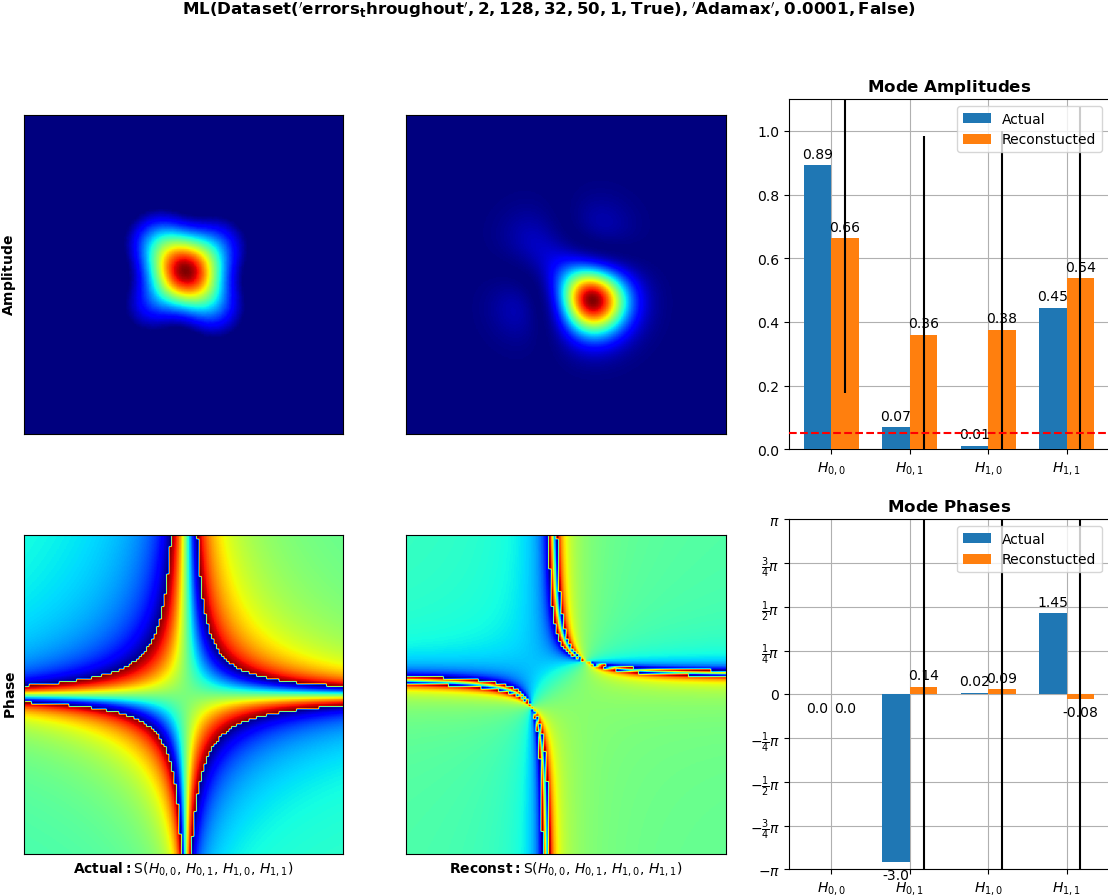 ML(Dataset('errorsₜhroughout', 2, 128, 32, 50, 1, True), 'Adamax', 0.0001, False)
Mode Amplitudes
Actual
Reconstucted
1.0
0.8
0.6
0.4
0.2
0.0
0.89
0.66
0.07
0.36
0.01
0.38
0.45
0.54
H₀,₀
H₀,₁
H₁,₀
H₁,₁
Amplitude
Mode Phases
Actual
Reconstucted
π
3/4π
1/2π
1/4π
0
−1/4π
−1/2π
−3/4π
−π
0.0
0.0
-3.0
0.14
0.02
0.09
1.45
-0.08
H₀,₀
H₀,₁
H₁,₀
H₁,₁
Phase
Actual: S(H₀,₀, H₀,₁, H₁,₀, H₁,₁)
Reconst: S(H₀,₀, H₀,₁, H₁,₀, H₁,₁)